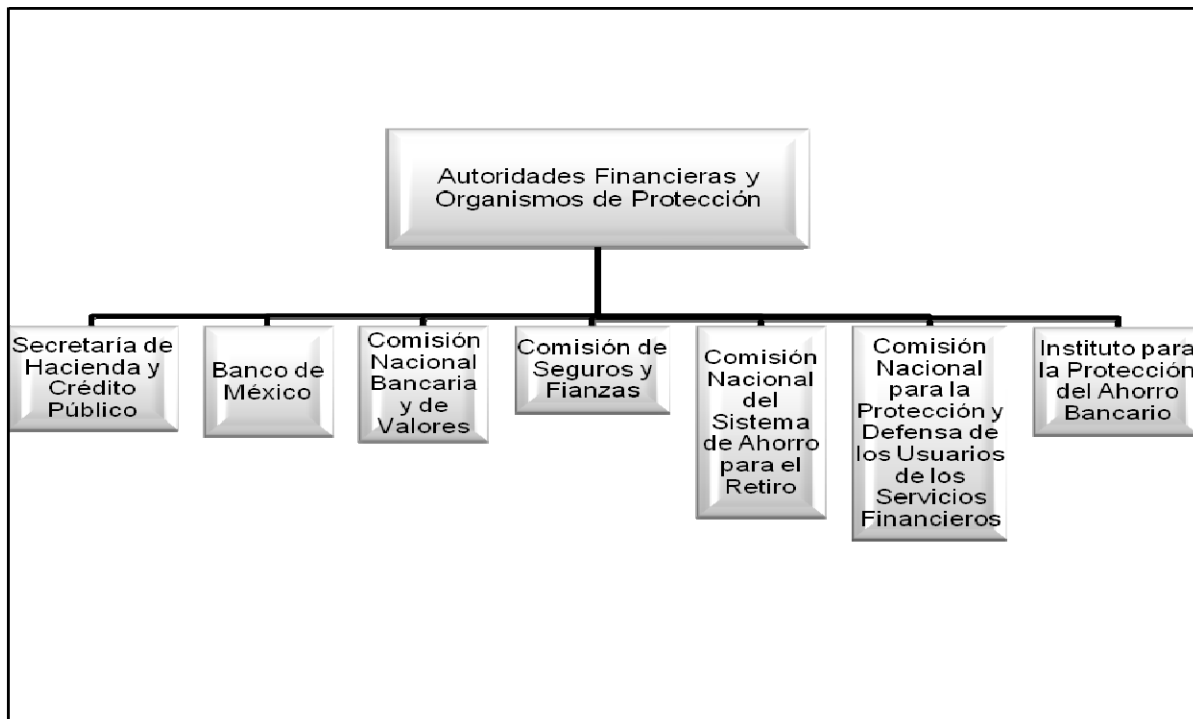 Autoridades Financieras y
Organismos de Protección
Secretaría de
Hacienda y
Crédito
Público
Banco de
México
Comisión
Nacional
Bancaria
y de
Valores
Comisión de
Seguros y
Fianzas
Comisión
Nacional
del
Sistema
de Ahorro
para el
Retiro
Comisión
Nacional
para la
Protección y
Defensa de
los Usuarios
de los
Servicios
Financieros
Instituto para
la Protección
del Ahorro
Bancario